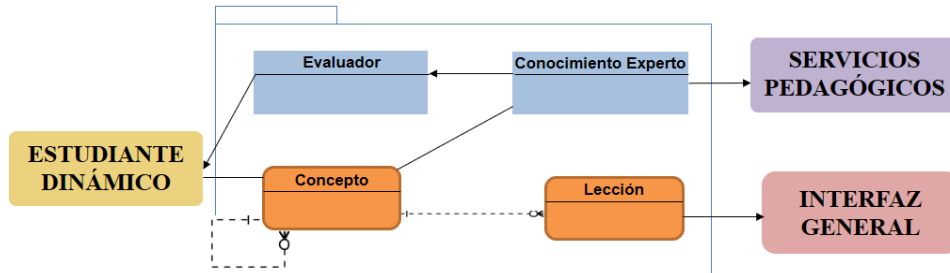 Evaluador
Conocimiento Experto
SERVICIOS
PEDAGÓGICOS
ESTUDIANTE
DINÁMICO
Concepto
Lección
INTERFAZ
GENERAL